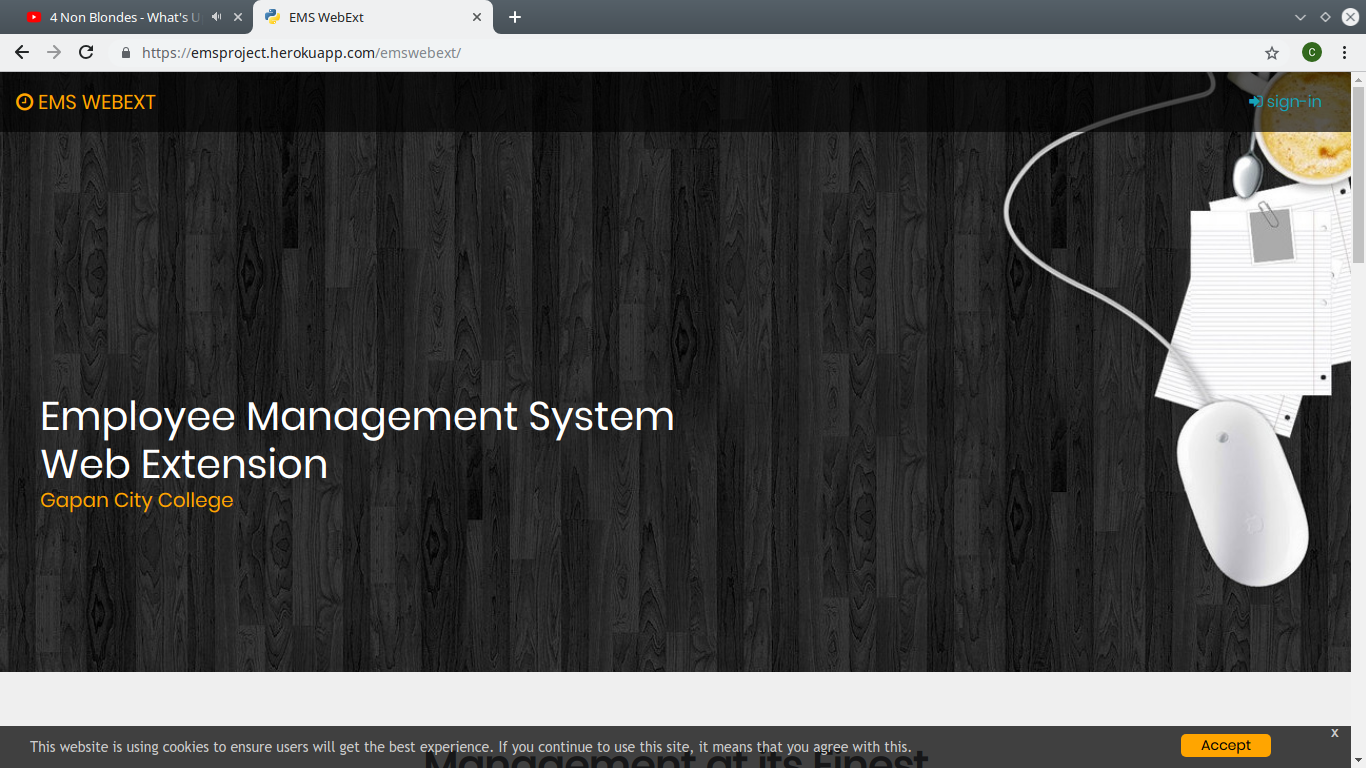 4 Non Blondes - What's U
EMS WebExt
https://emsproject.herokuapp.com/emswebext/
C
EMS WEBEXT
sign-in
Employee Management System
Web Extension
Gapan City College
Management at its Finest
This website is using cookies to ensure users will get the best experience. If you continue to use this site, it means that you agree with this.
Accept
x